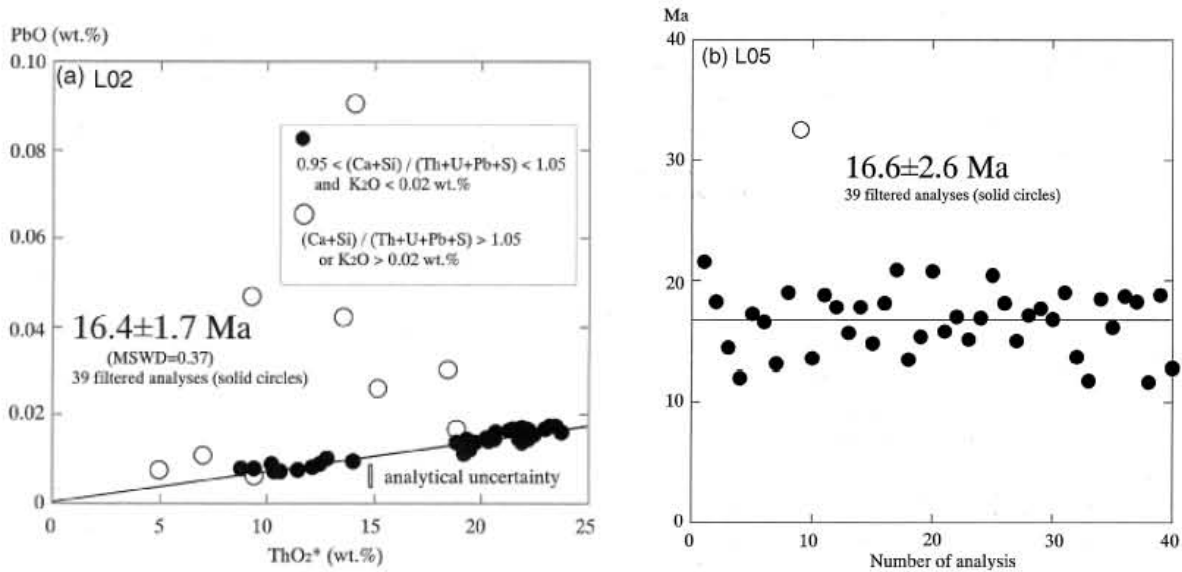 PbO (wt.%)
0.10
(a) L02
0.08
0.95 < (Ca+Si) / (Th+U+Pb+S) < 1.05
and K2O < 0.02 wt.%
0.06
(Ca+Si) / (Th+U+Pb+S) > 1.05
or K2O > 0.02 wt.%
0.04
16.4±1.7 Ma
(MSWD=0.37)
39 filtered analyses (solid circles)
0.02
analytical uncertainty
0
0 5 10 15 20 25
ThO2* (wt.%)
Ma
40
(b) L05
30
16.6±2.6 Ma
39 filtered analyses (solid circles)
20
10
0
10 20 30 40
Number of analysis